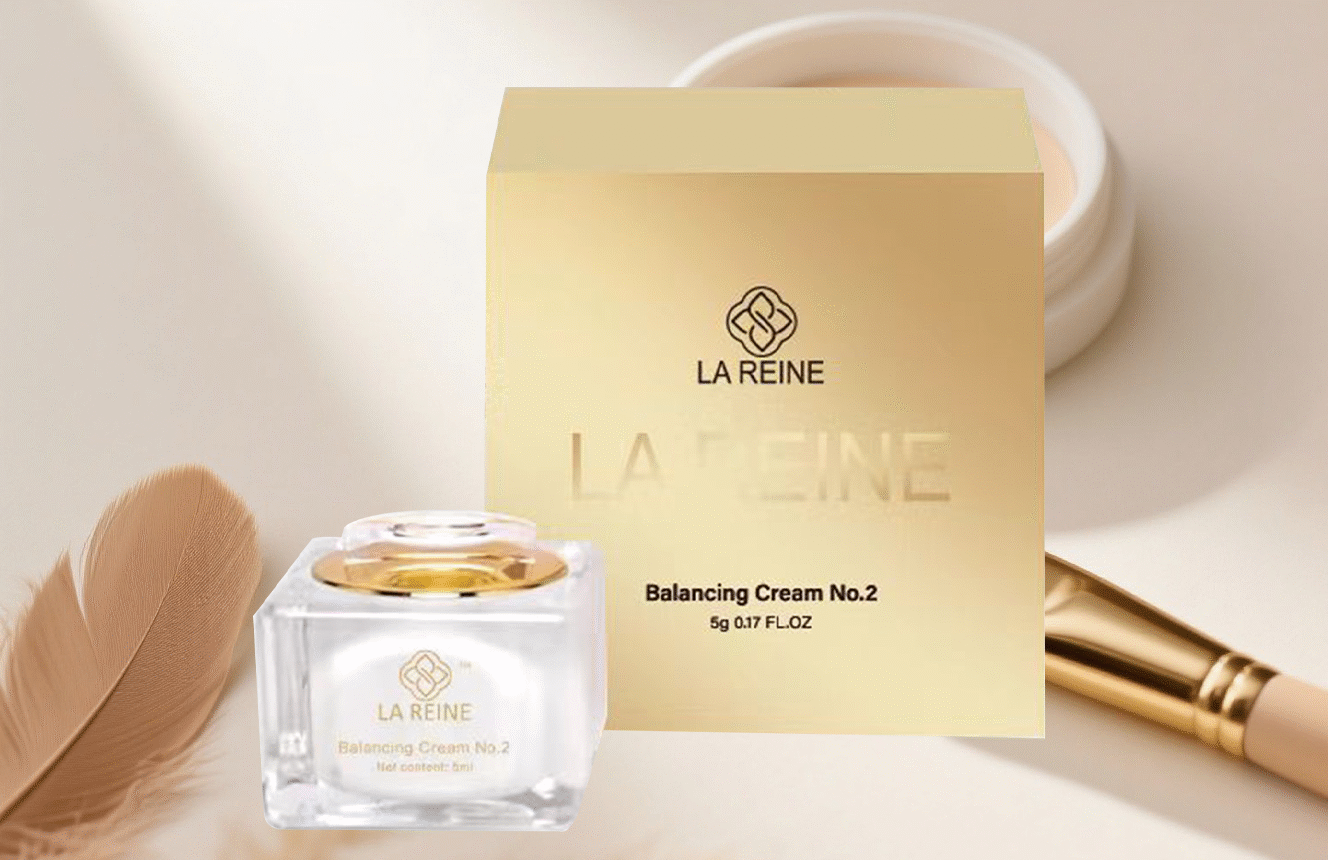 LA REINE
LA REINE
Balancing Cream No.2
5g 0.17 FL.OZ
LA REINE
Balancing Cream No.2
Net content: 5ml